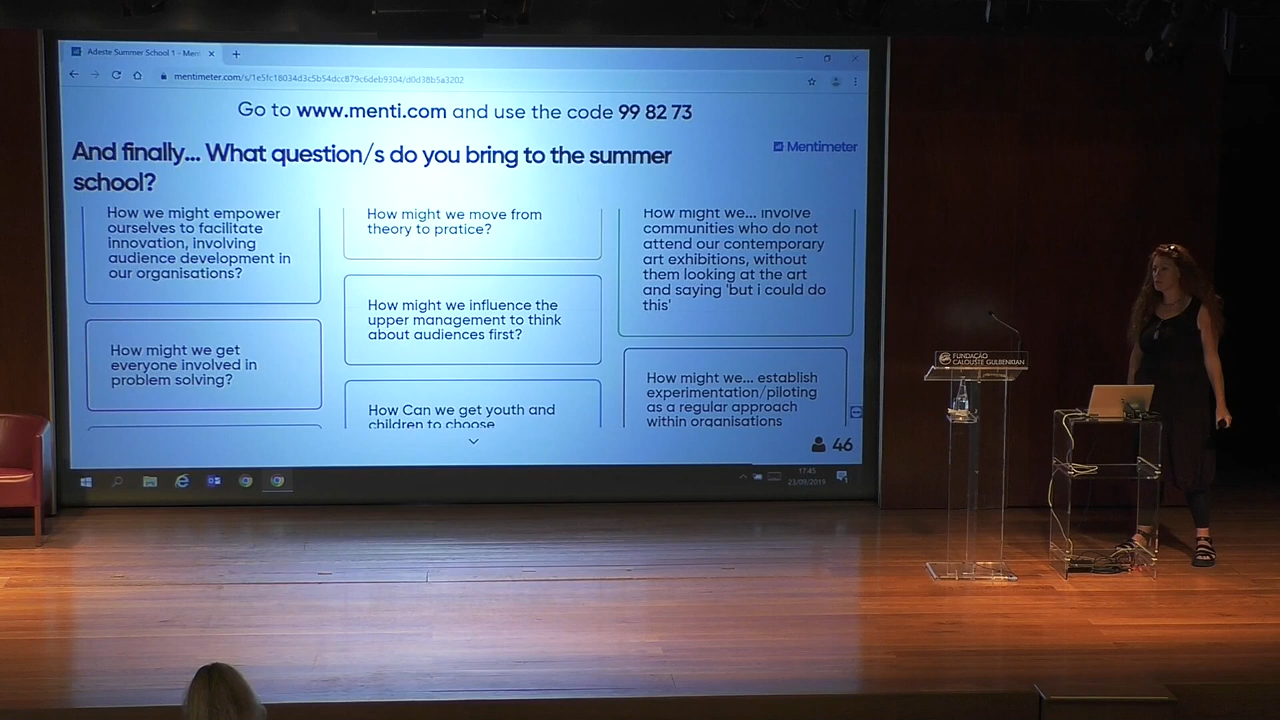 Adeste Summer School 1 - Men
mentimeter.com/s/1e5fc18034d3c5b54dcc879c6deb9304/d0d38b5a3202
Go to www.menti.com and use the code 99 82 73
And finally... What question/s do you bring to the summer
school?
Mentimeter
How we might empower
ourselves to facilitate
innovation, involving
audience development in
our organisations?
How might we get
everyone involved in
problem solving?
How might we move from
theory to pratice?
How might we influence the
upper management to think
about audiences first?
How Can we get youth and
children to choose
How might we... involve
communities who do not
attend our contemporary
art exhibitions, without
them looking at the art
and saying 'but i could do
this'
How might we... establish
experimentation/piloting
as a regular approach
within organisations
46
17:45
23/09/2019
FUNDAÇÃO
CALOUSTE GULBENKIAN